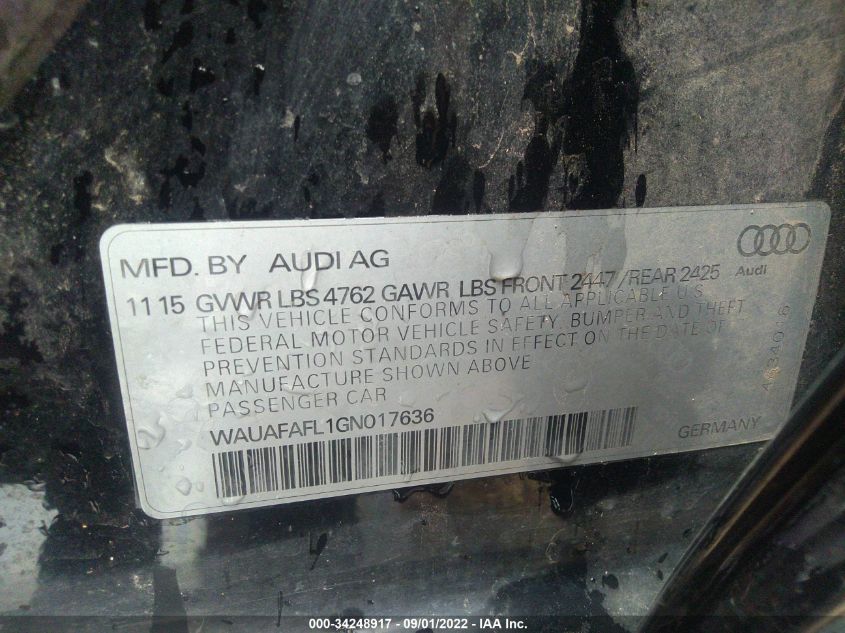 MFD. BY AUDI AG
11 15 GVWR LBS 4762 GAWR LBS FRONT 2447 /REAR 2425
Audi
THIS VEHICLE CONFORMS TO ALL APPLICABLE U.S.
FEDERAL MOTOR VEHICLE SAFETY, BUMPER AND THEFT
PREVENTION STANDARDS IN EFFECT ON THE DATE OF
MANUFACTURE SHOWN ABOVE
PASSENGER CAR
WAUAFAFL1GN017636
GERMANY
000-34248917 - 09/01/2022 - IAA Inc.